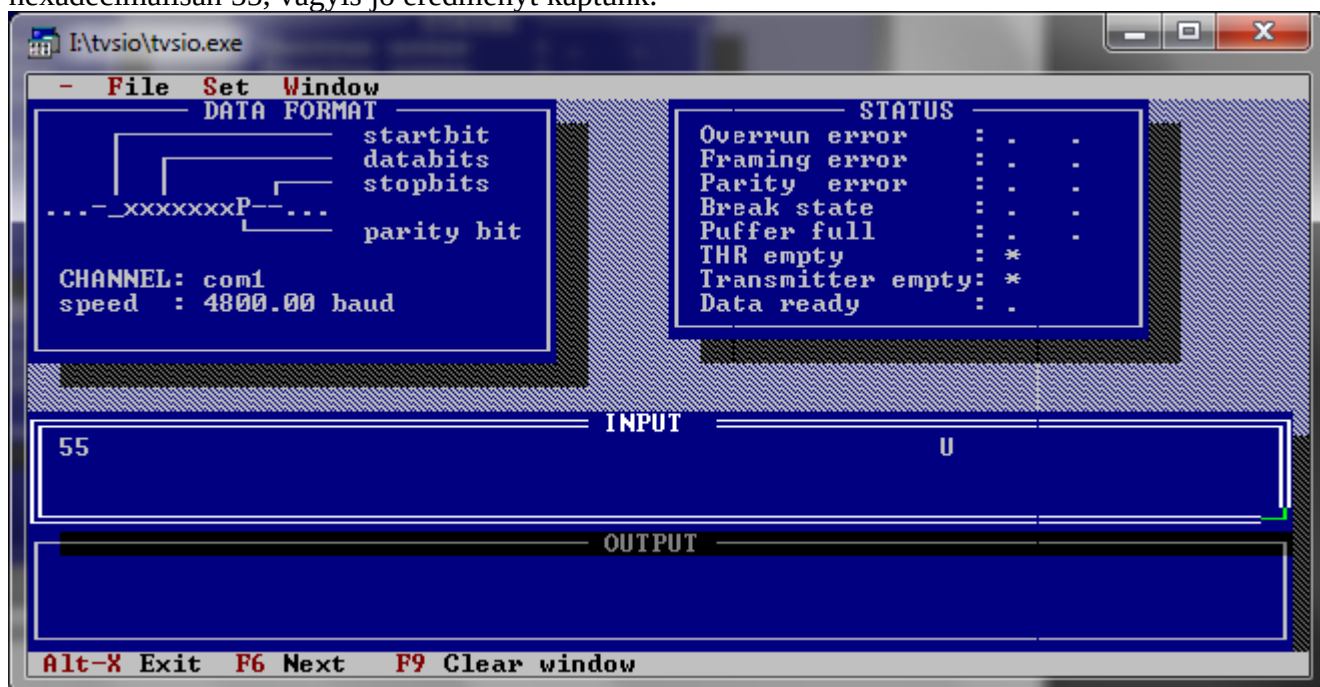 hexadecimálisan 55, vagyis jó eredményt kaptunk.
I:\tvsio\tvsio.exe
- File Set Window
DATA FORMAT
startbit
databits
stopbits
...-_xxxxxxxP--...
parity bit
CHANNEL: com1
speed : 4800.00 baud
STATUS
Overrun error : . .
Framing error : . .
Parity error : . .
Break state : . .
Puffer full : . .
THR empty : *
Transmitter empty: *
Data ready : .
INPUT
55 U
OUTPUT
Alt-X Exit F6 Next F9 Clear window